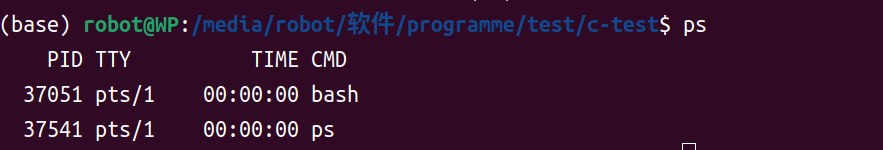 (base) robot@WP:/media/robot/软件/programme/test/c-test$ ps
    PID TTY          TIME CMD
  37051 pts/1    00:00:00 bash
  37541 pts/1    00:00:00 ps